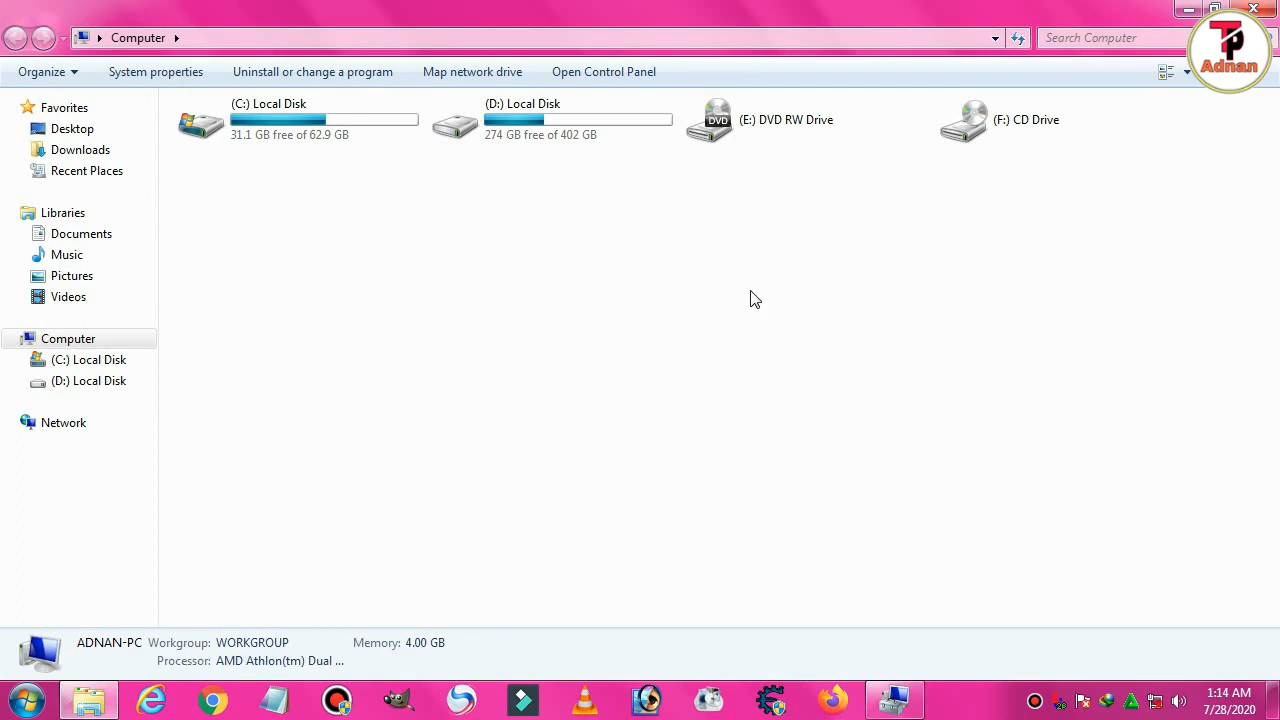 Computer
Search Computer
TP
Adnan
Organize
System properties
Uninstall or change a program
Map network drive
Open Control Panel
Favorites
Desktop
Downloads
Recent Places
Libraries
Documents
Music
Pictures
Videos
Computer
(C:) Local Disk
(D:) Local Disk
Network
(C:) Local Disk
31.1 GB free of 62.9 GB
(D:) Local Disk
274 GB free of 402 GB
DVD
(E:) DVD RW Drive
(F:) CD Drive
ADNAN-PC Workgroup: WORKGROUP Memory: 4.00 GB
Processor: AMD Athlon(tm) Dual ...
1:14 AM
7/28/2020